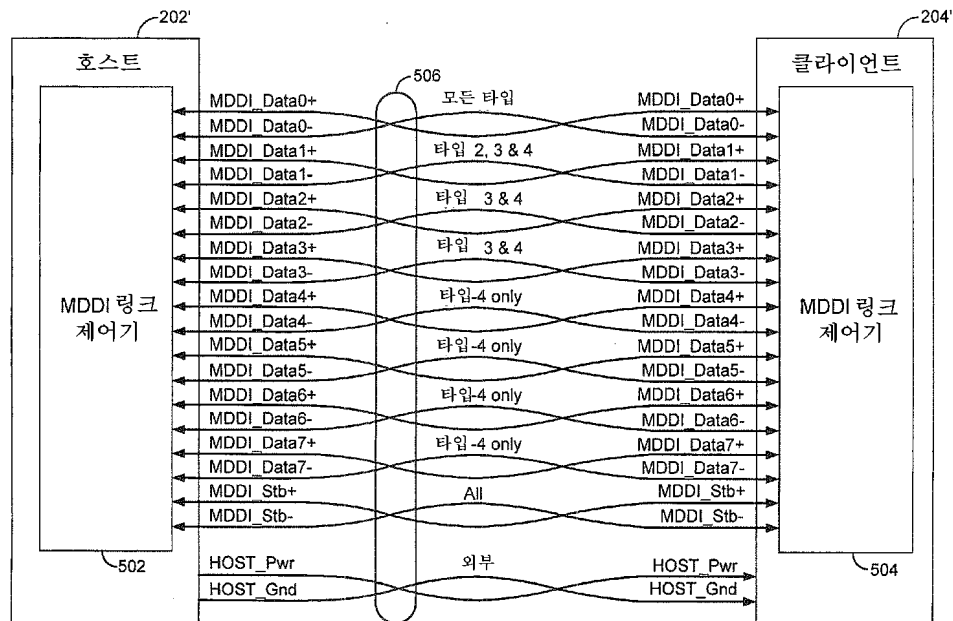 202'
204'
호스트
클라이언트
506
MDDI_Data0+ 모든 타입 MDDI_Data0+
MDDI_Data0- MDDI_Data0-
MDDI_Data1+ 타입 2, 3 & 4 MDDI_Data1+
MDDI_Data1- MDDI_Data1-
MDDI_Data2+ 타입 3 & 4 MDDI_Data2+
MDDI_Data2- MDDI_Data2-
MDDI_Data3+ 타입 3 & 4 MDDI_Data3+
MDDI_Data3- MDDI_Data3-
MDDI 링크
제어기
MDDI_Data4+ 타입-4 only MDDI_Data4+
MDDI_Data4- MDDI_Data4-
MDDI 링크
제어기
MDDI_Data5+ 타입-4 only MDDI_Data5+
MDDI_Data5- MDDI_Data5-
MDDI_Data6+ 타입-4 only MDDI_Data6+
MDDI_Data6- MDDI_Data6-
MDDI_Data7+ 타입-4 only MDDI_Data7+
MDDI_Data7- MDDI_Data7-
MDDI_Stb+ All MDDI_Stb+
MDDI_Stb- MDDI_Stb-
502
504
HOST_Pwr 외부 HOST_Pwr
HOST_Gnd HOST_Gnd